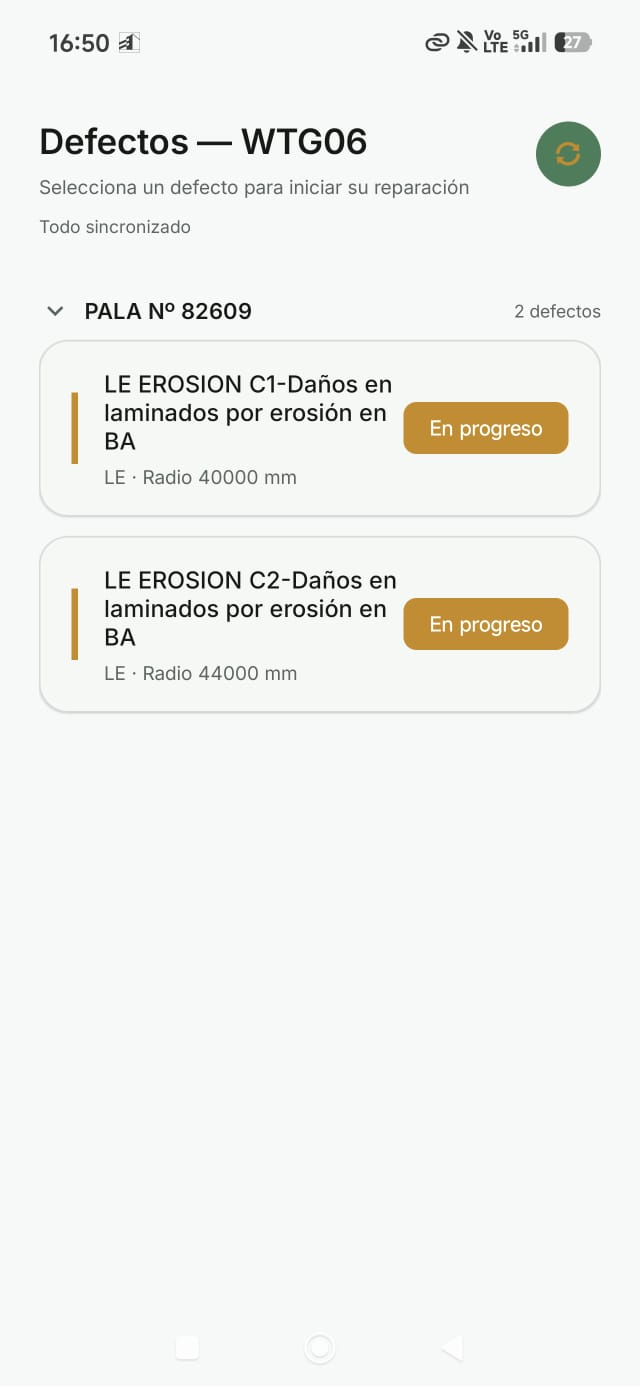 16:50
Vo
LTE
5G
27
Defectos — WTG06
Selecciona un defecto para iniciar su reparación
Todo sincronizado
PALA Nº 82609
2 defectos
LE EROSION C1-Daños en
laminados por erosión en
BA
En progreso
LE · Radio 40000 mm
LE EROSION C2-Daños en
laminados por erosión en
BA
En progreso
LE · Radio 44000 mm